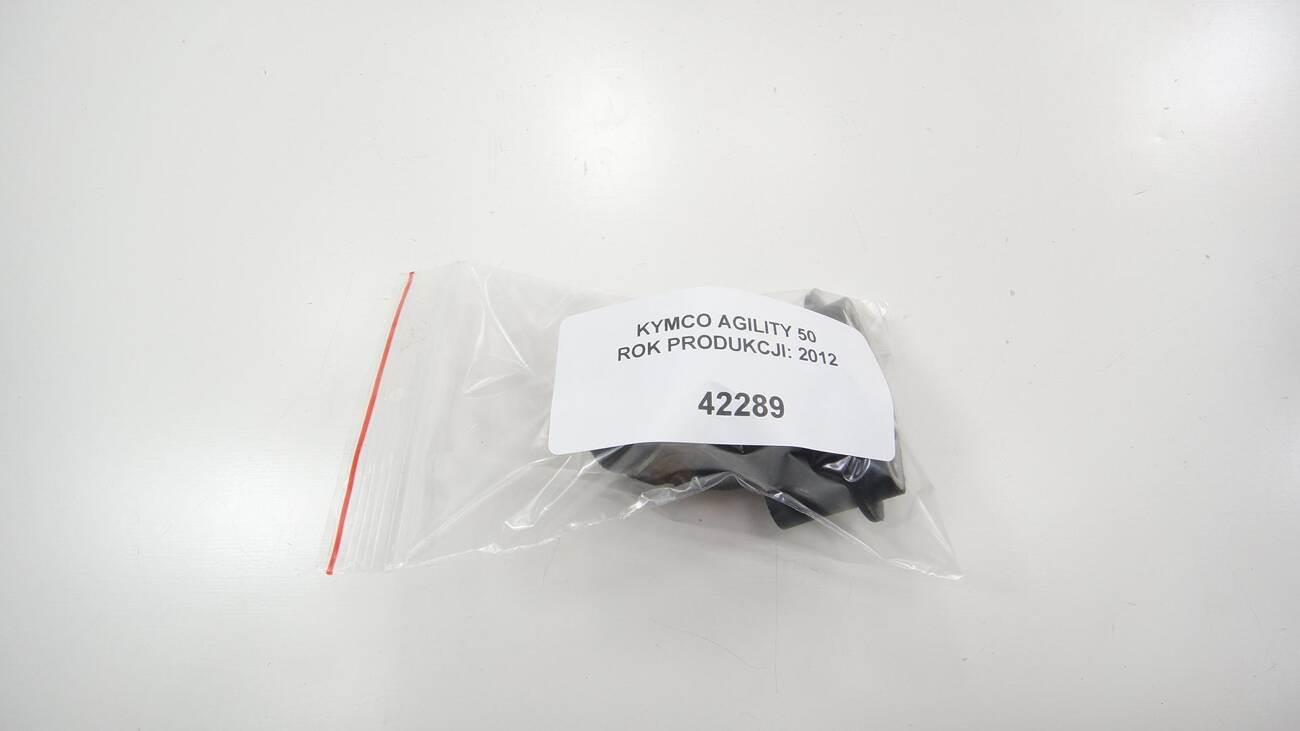 KYMCO AGILITY 50
ROK PRODUKCJI: 2012
42289